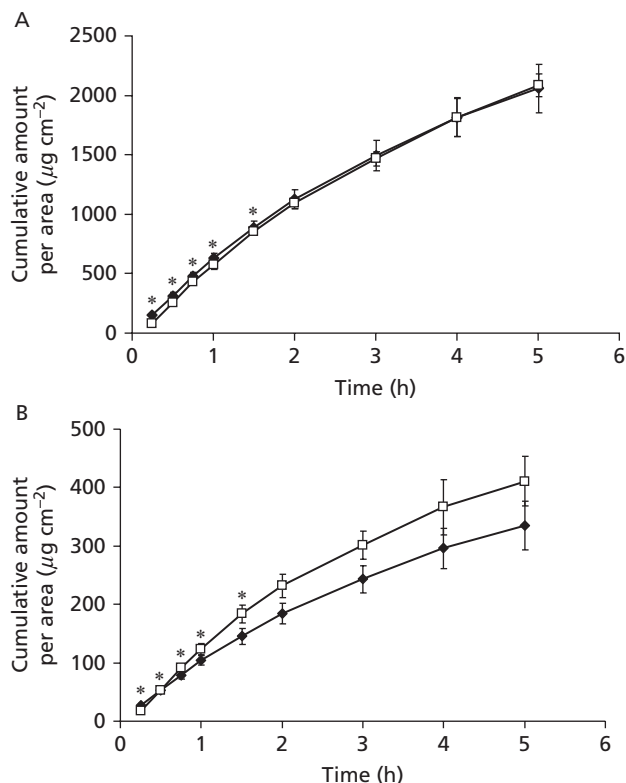 A
2500
2000
1500
1000
500
0
Cumulative amount
per area (μg cm−2)
* * * * *
0 1 2 3 4 5 6
Time (h)
B
500
400
300
200
100
0
Cumulative amount
per area (μg cm−2)
* * * * *
0 1 2 3 4 5 6
Time (h)